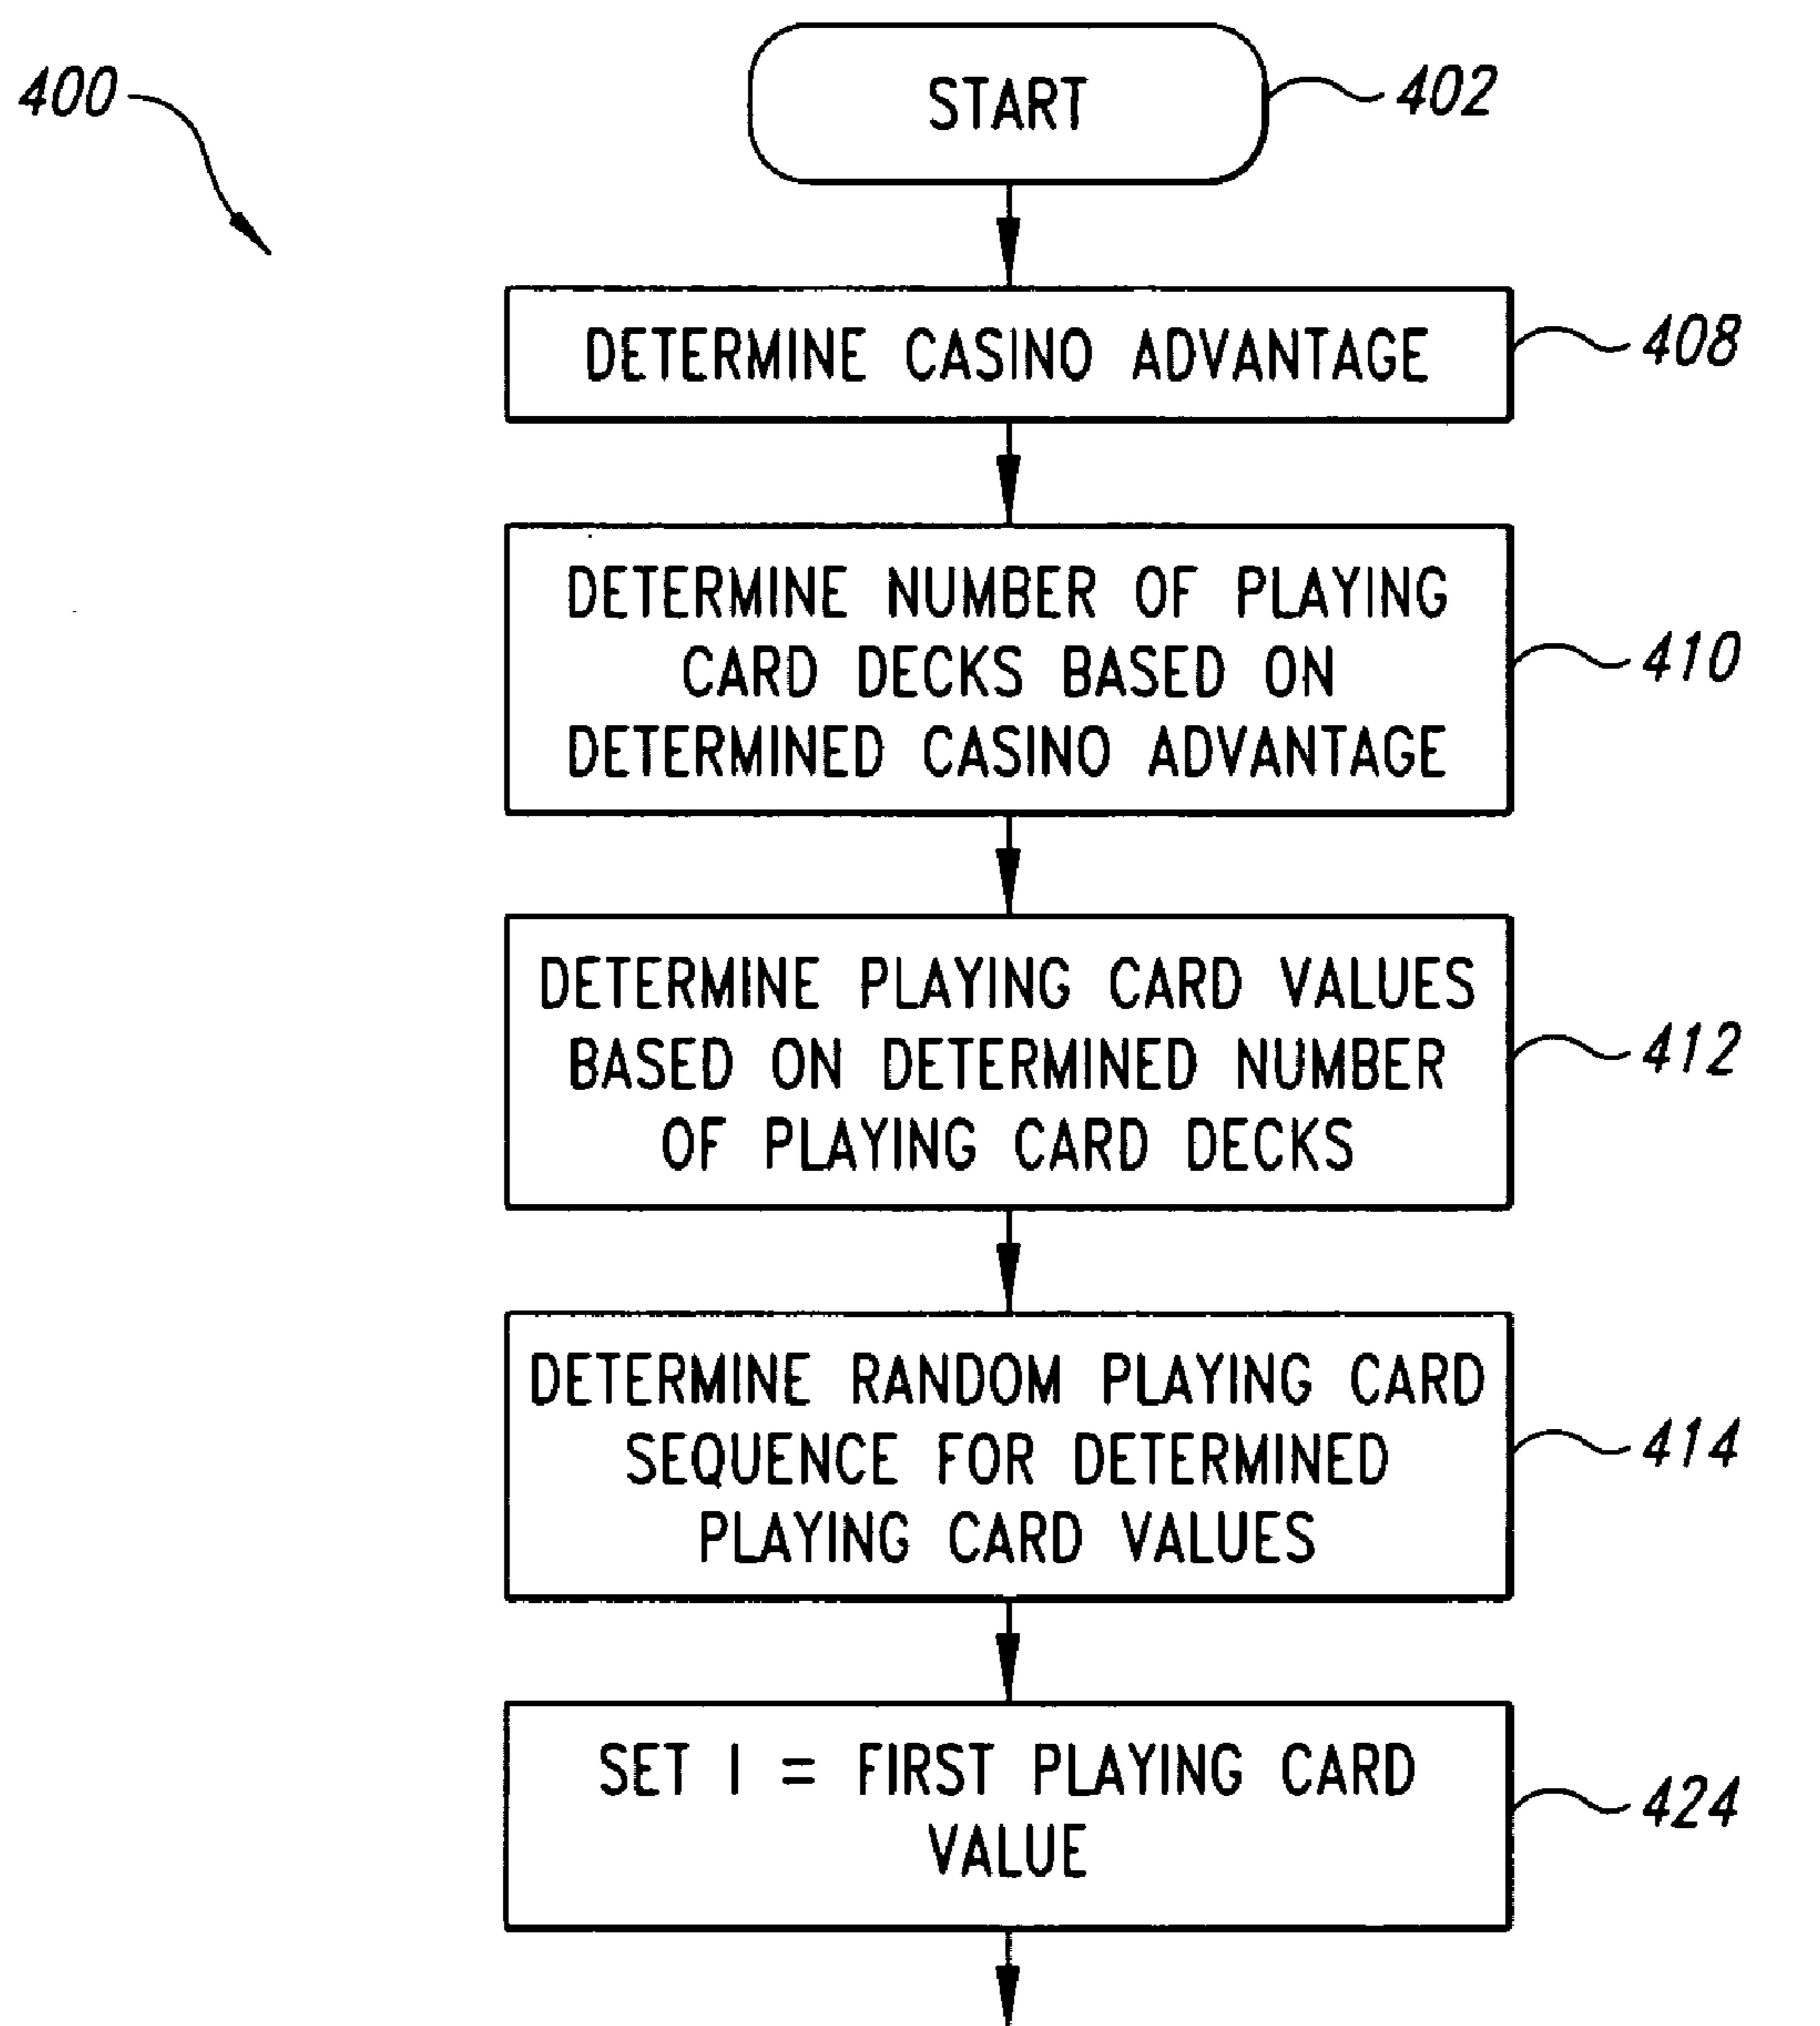 400
START
402
DETERMINE CASINO ADVANTAGE
408
DETERMINE NUMBER OF PLAYING
CARD DECKS BASED ON
DETERMINED CASINO ADVANTAGE
410
DETERMINE PLAYING CARD VALUES
BASED ON DETERMINED NUMBER
OF PLAYING CARD DECKS
412
DETERMINE RANDOM PLAYING CARD
SEQUENCE FOR DETERMINED
PLAYING CARD VALUES
414
SET I = FIRST PLAYING CARD
VALUE
424